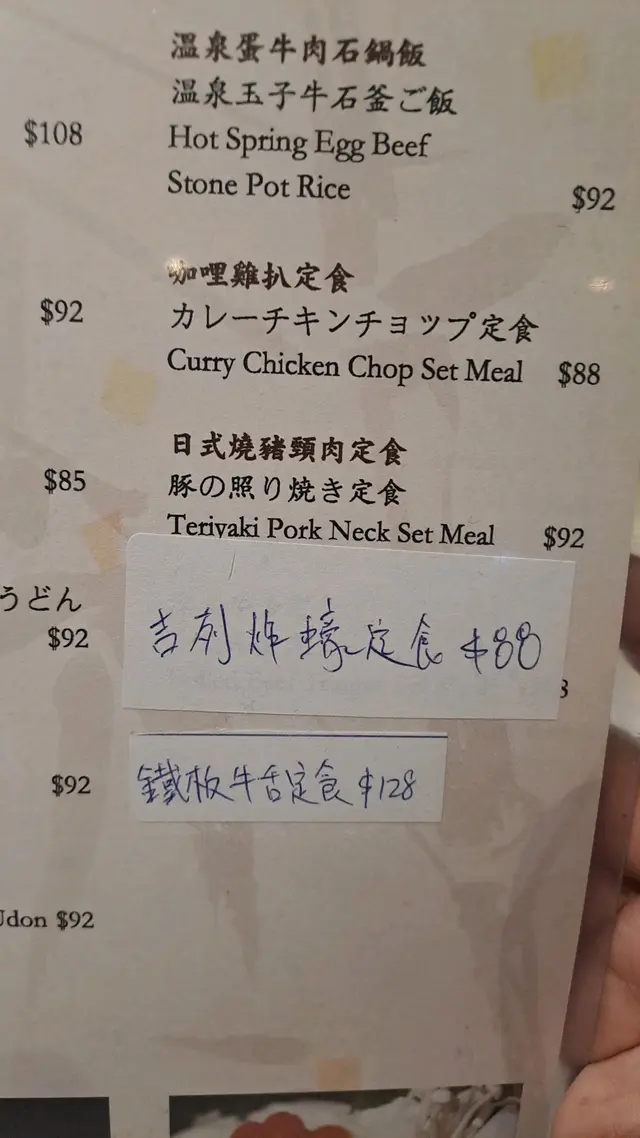 $108
$92
$85
うどん
$92
$92
Udon $92
溫泉蛋牛肉石鍋飯
温泉玉子牛石釜ご飯
Hot Spring Egg Beef
Stone Pot Rice $92
咖哩雞扒定食
カレーチキンチョップ定食
Curry Chicken Chop Set Meal $88
日式燒豬頸肉定食
豚の照り焼き定食
Teriyaki Pork Neck Set Meal $92
吉列炸蠔定食 $88
鐵板牛舌定食 $128